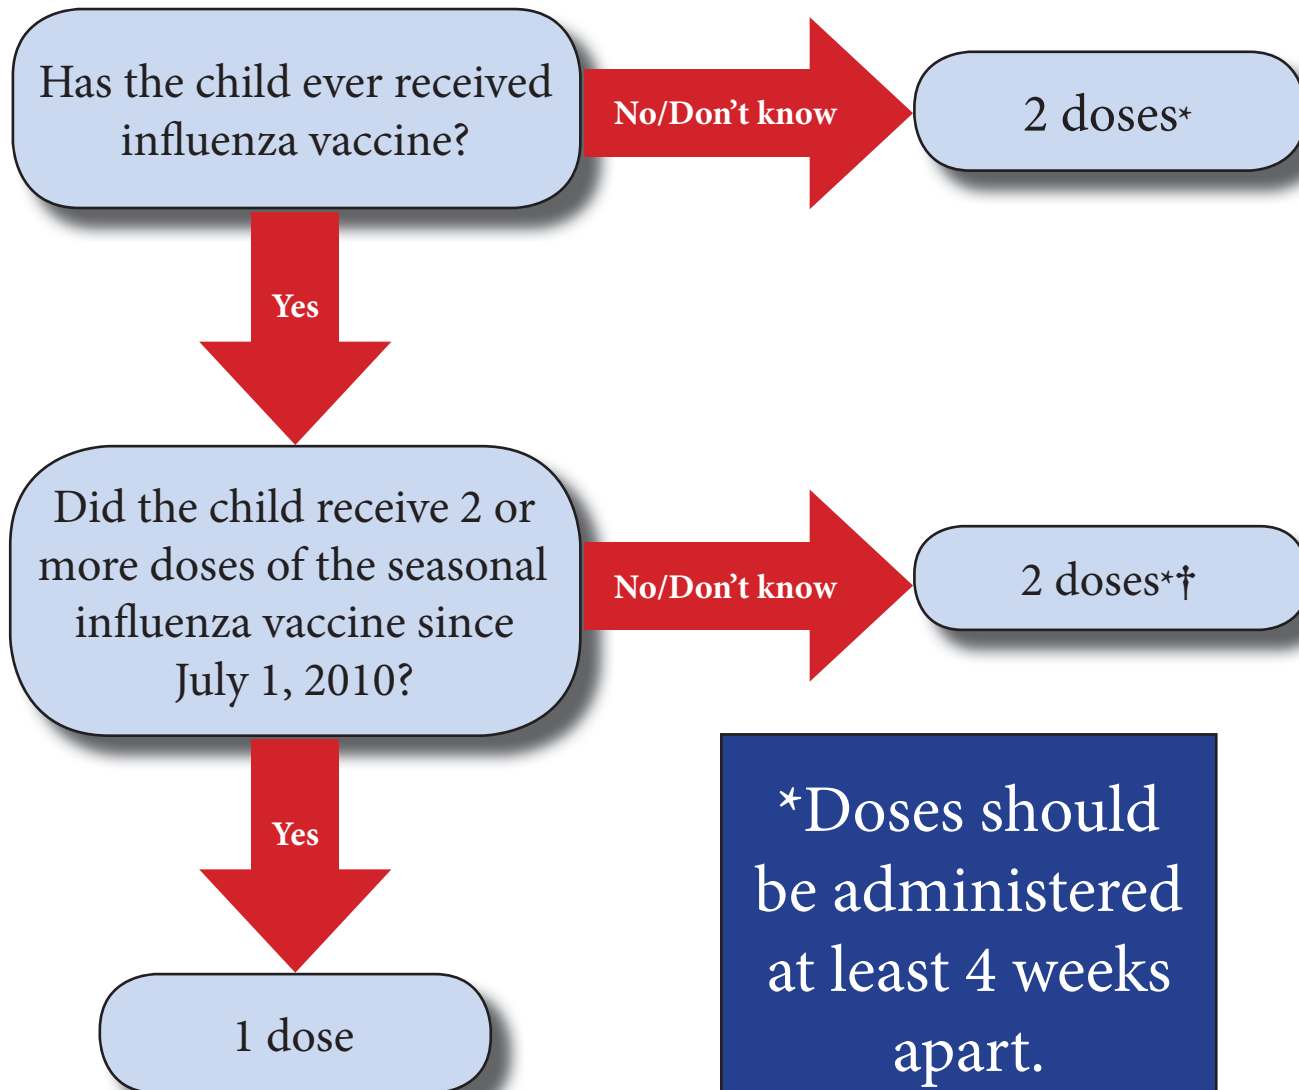 Has the child ever received
influenza vaccine?
No/Don't know
2 doses*
Yes
Did the child receive 2 or
more doses of the seasonal
influenza vaccine since
July 1, 2010?
No/Don't know
2 doses*†
Yes
1 dose
*Doses should
be administered
at least 4 weeks
apart.